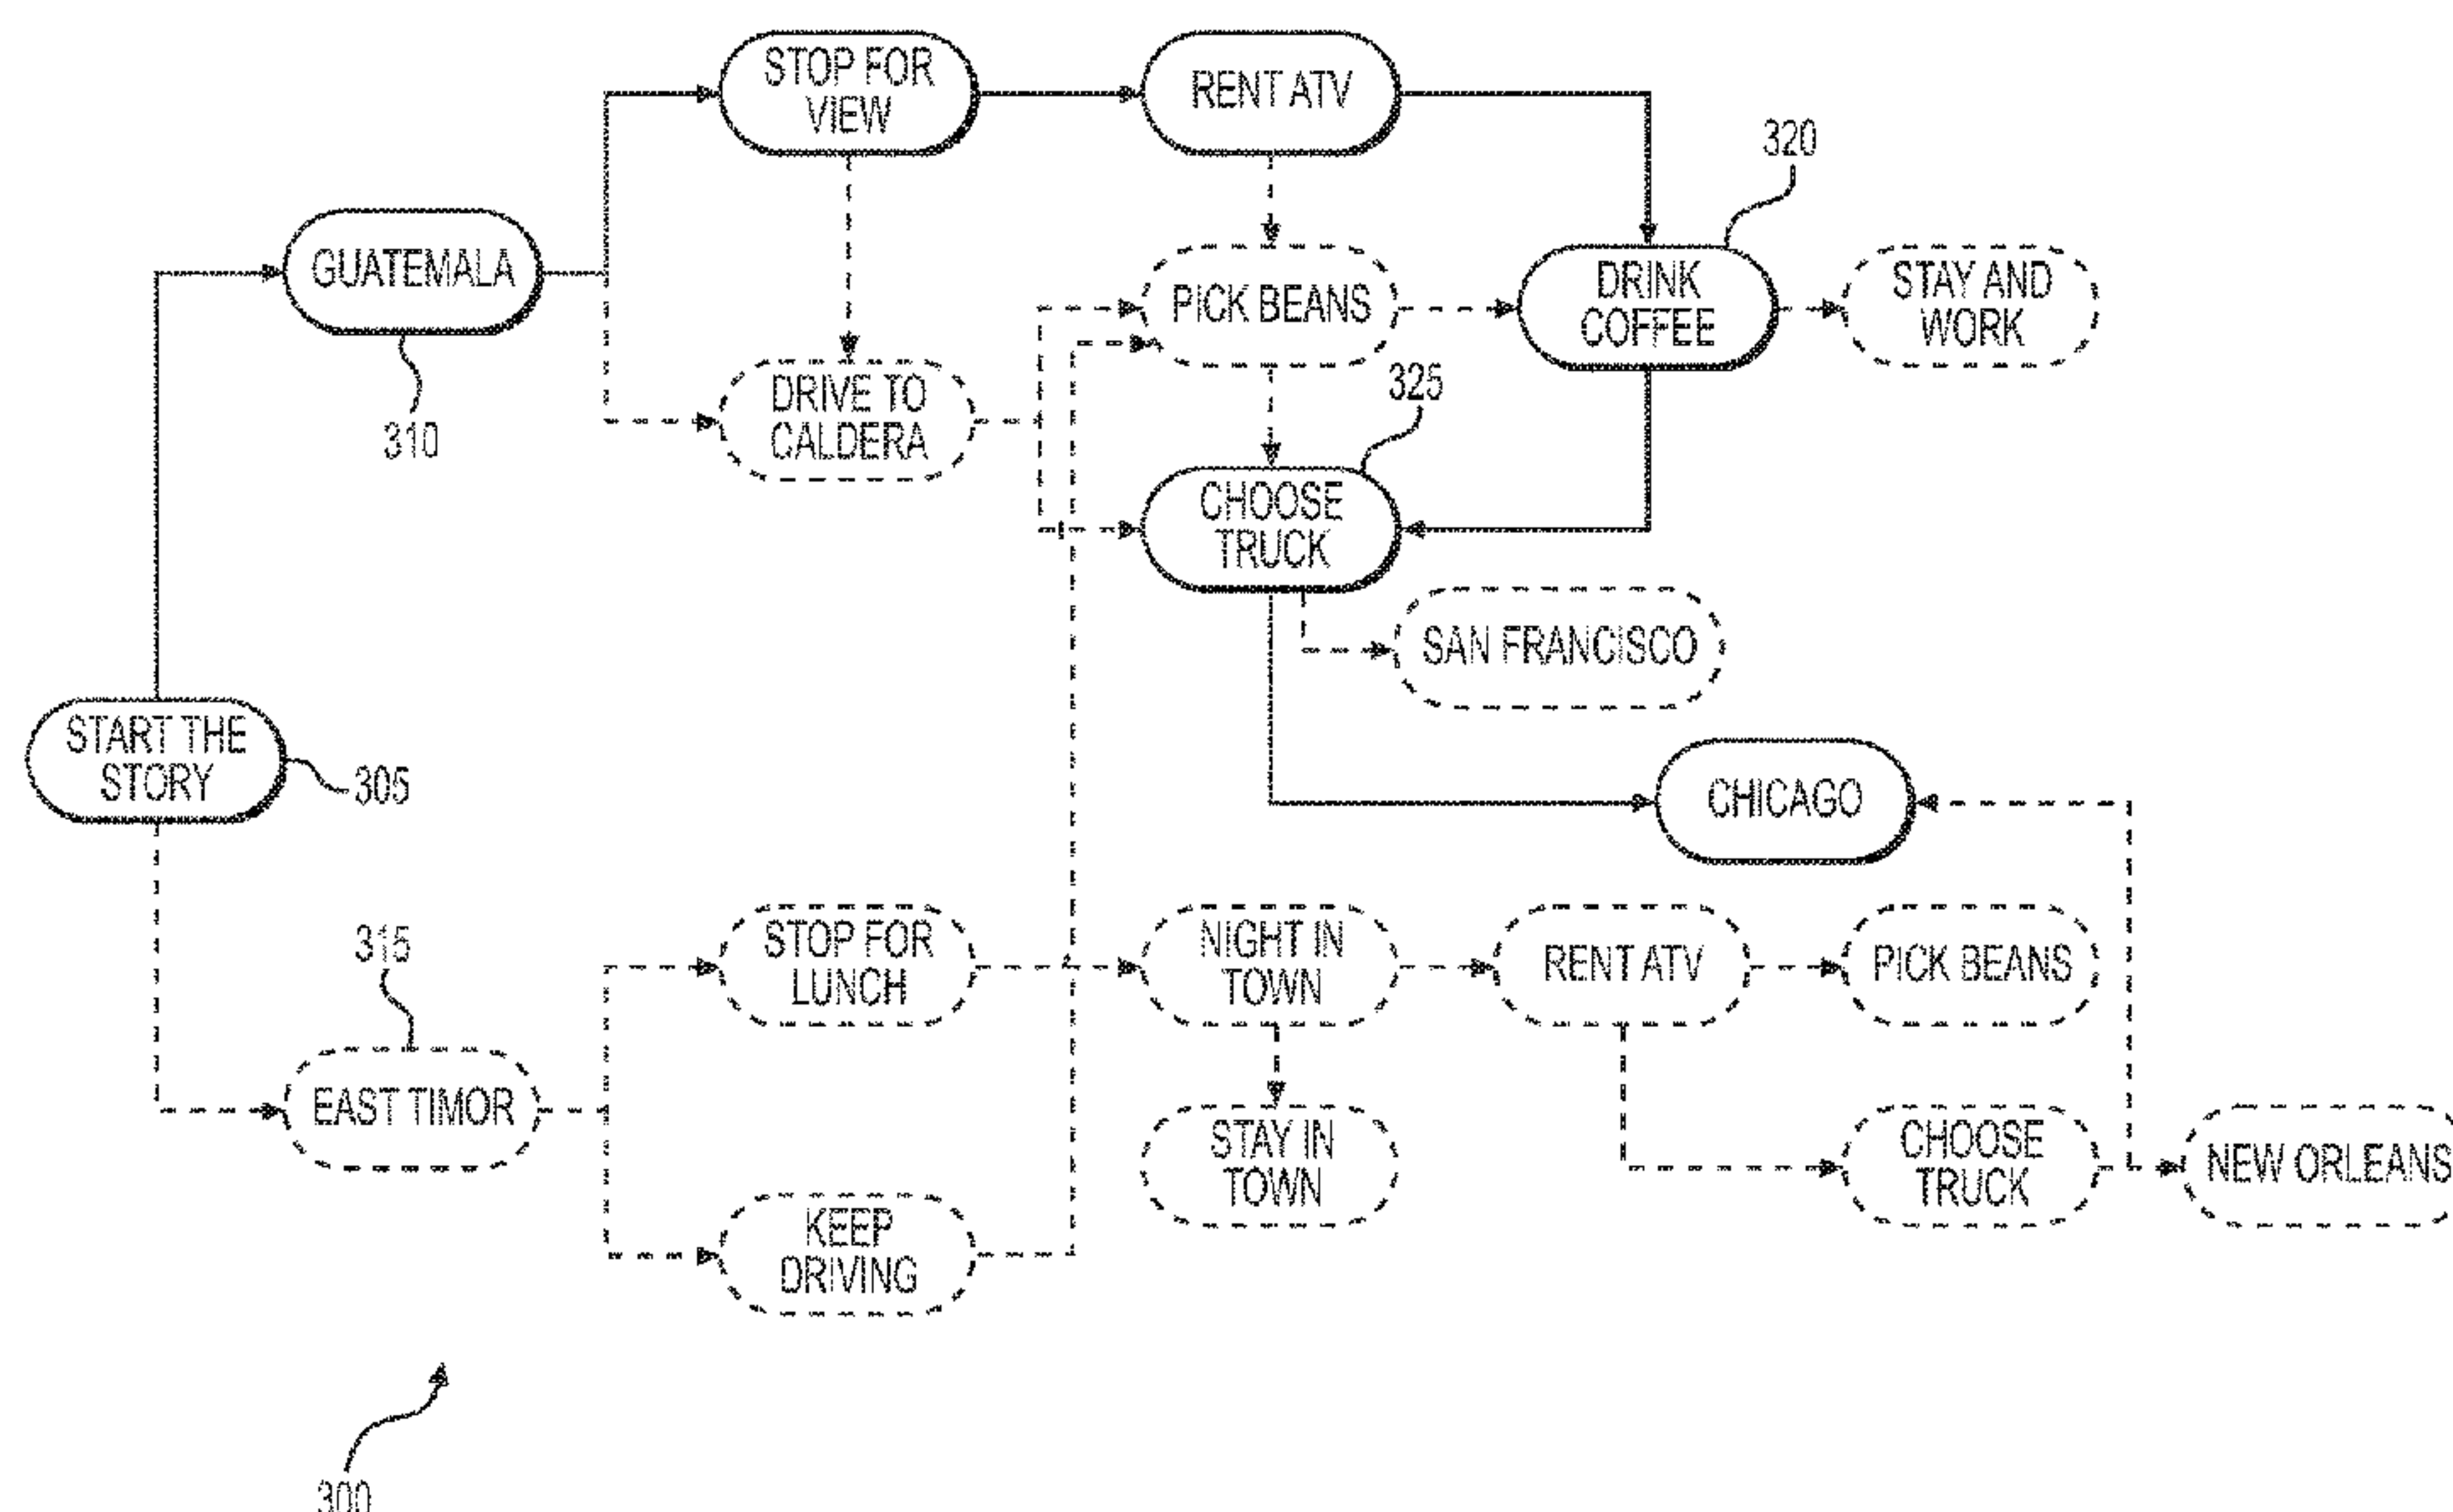 STOP FOR
VIEW
RENT ATV
320
GUATEMALA
310
PICK BEANS
DRINK
COFFEE
STAY AND
WORK
DRIVE TO
CALDERA
325
CHOOSE
TRUCK
SAN FRANCISCO
START THE
STORY
305
CHICAGO
315
STOP FOR
LUNCH
NIGHT IN
TOWN
RENT ATV
PICK BEANS
EAST TIMOR
STAY IN
TOWN
CHOOSE
TRUCK
NEW ORLEANS
KEEP
DRIVING
300